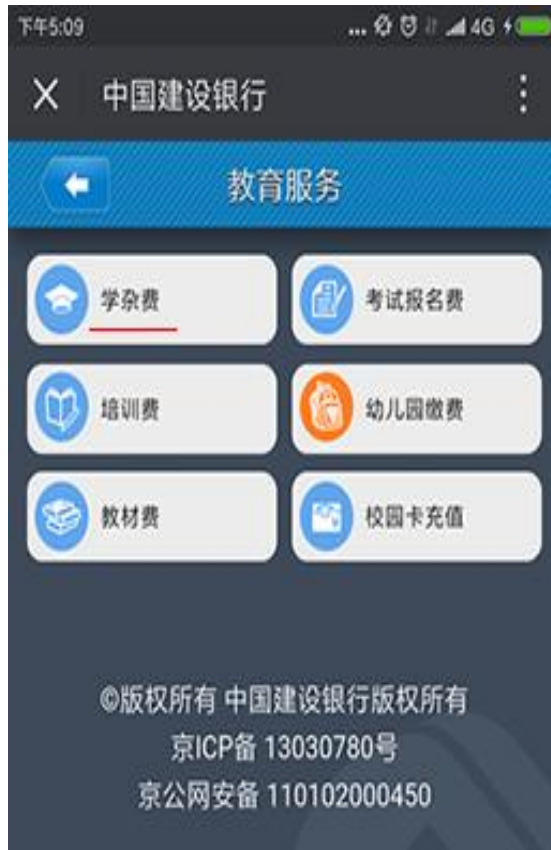 下午5:09
... 4G
中国建设银行
教育服务
学杂费
考试报名费
培训费
幼儿园缴费
教材费
校园卡充值
©版权所有 中国建设银行版权所有
京ICP备 13030780号
京公网安备 110102000450